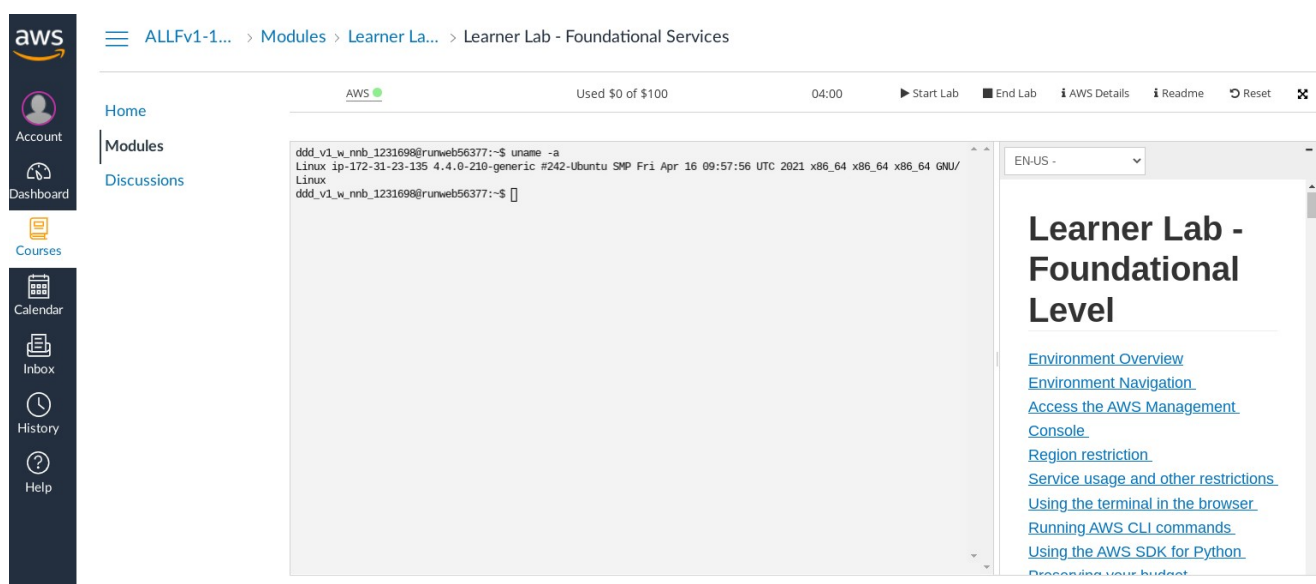 aws
ALLFv1-1... > Modules > Learner La... > Learner Lab - Foundational Services
Account
Dashboard
Courses
Calendar
Inbox
History
Help
Home
Modules
Discussions
AWS Used $0 of $100 04:00 Start Lab End Lab AWS Details Readme Reset
ddd_v1_w_nnb_1231698@runweb56377:~$ uname -a
Linux ip-172-31-23-135 4.4.0-210-generic #242-Ubuntu SMP Fri Apr 16 09:57:56 UTC 2021 x86_64 x86_64 x86_64 GNU/
Linux
ddd_v1_w_nnb_1231698@runweb56377:~$
EN-US -
Learner Lab -
Foundational
Level
Environment Overview
Environment Navigation
Access the AWS Management
Console
Region restriction
Service usage and other restrictions
Using the terminal in the browser
Running AWS CLI commands
Using the AWS SDK for Python
Preserving your budget